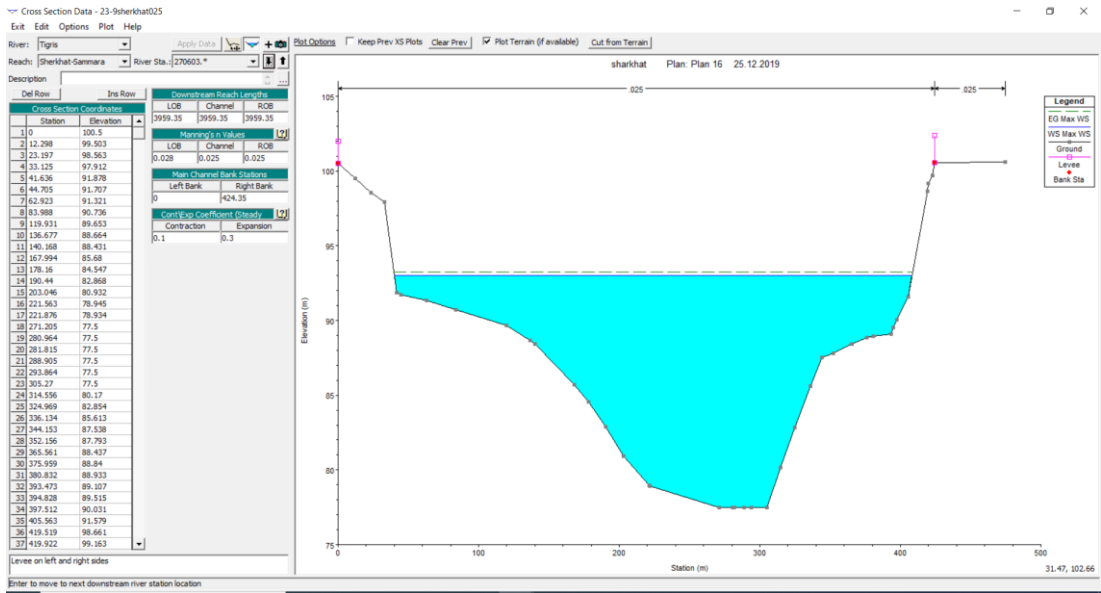 Cross Section Data - 23-9sherkhat025
Exit Edit Options Plot Help
River: Tigris Apply Data Plot Options Keep Prev XS Plots Clear Prev Plot Terrain (if available) Cut from Terrain
Reach: Sherkhat-Sammara River Sta.: 270603.*
Description ...
Del Row Ins Row
Cross Section Coordinates
Station Elevation
1 0 100.5
2 12.298 99.503
3 23.197 98.563
4 33.125 97.912
5 41.636 91.878
6 44.705 91.707
7 62.923 91.321
8 83.988 90.736
9 119.931 89.653
10 136.677 88.664
11 140.168 88.431
12 167.994 85.68
13 178.16 84.547
14 190.44 82.868
15 203.046 80.932
16 221.563 78.945
17 221.876 78.934
18 271.205 77.5
19 280.964 77.5
20 281.815 77.5
21 288.905 77.5
22 293.864 77.5
23 305.27 77.5
24 314.556 80.17
25 324.969 82.854
26 336.134 85.613
27 344.153 87.538
28 352.156 87.793
29 365.561 88.437
30 375.959 88.84
31 380.832 88.933
32 393.473 89.107
33 394.828 89.515
34 397.512 90.031
35 405.563 91.579
36 419.519 98.661
37 419.922 99.163
Downstream Reach Lengths
LOB Channel ROB
3959.35 3959.35 3959.35
Manning's n Values ?
LOB Channel ROB
0.028 0.025 0.025
Main Channel Bank Stations
Left Bank Right Bank
0 424.35
Cont\Exp Coefficient (Steady ?
Contraction Expansion
0.1 0.3
Levee on left and right sides
Enter to move to next downstream river station location
sharkhat Plan: Plan 16 25.12.2019
.025 .025
Elevation (m)
105
100
95
90
85
80
75
0 100 200 300 400 500
Station (m)
31.47, 102.66
Legend
EG Max WS
WS Max WS
Ground
Levee
Bank Sta